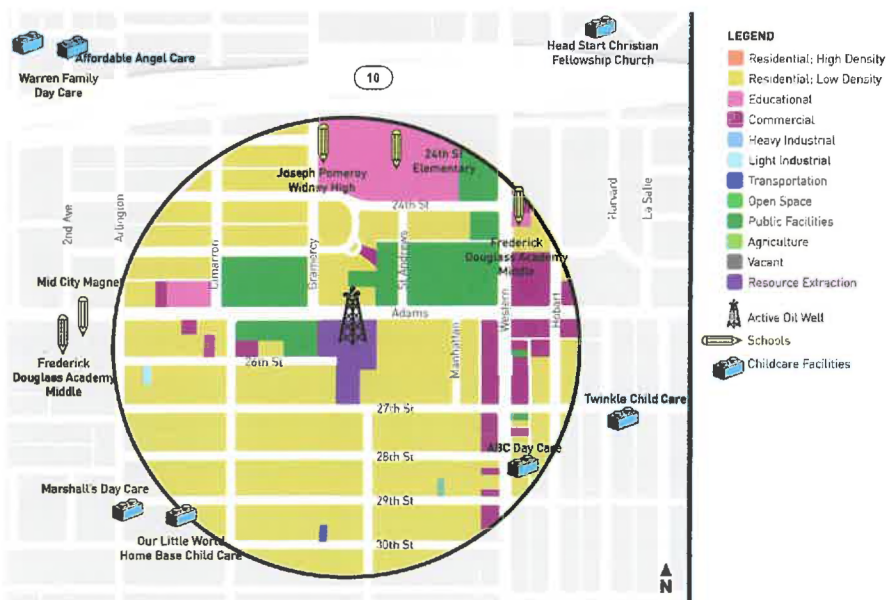 Head Start Christian
Fellowship Church
Affordable Angel Care
Warren Family
Day Care
10
24th St
Elementary
Joseph Pomeroy
Widney High
24th St
2nd Ave
Arlington
Cimarron
Gramercy
St Andrews
Harvard
La Salle
Frederick
Douglass Academy
Middle
Mid City Magnet
Adams
Western
Hobart
Manhattan
26th St
Frederick
Douglass Academy
Middle
27th St
Twinkle Child Care
28th St
ABC Day Care
Marshall's Day Care
29th St
Our Little World
Home Base Child Care
30th St
N
LEGEND
Residential; High Density
Residential; Low Density
Educational
Commercial
Heavy Industrial
Light Industrial
Transportation
Open Space
Public Facilities
Agriculture
Vacant
Resource Extraction
Active Oil Well
Schools
Childcare Facilities